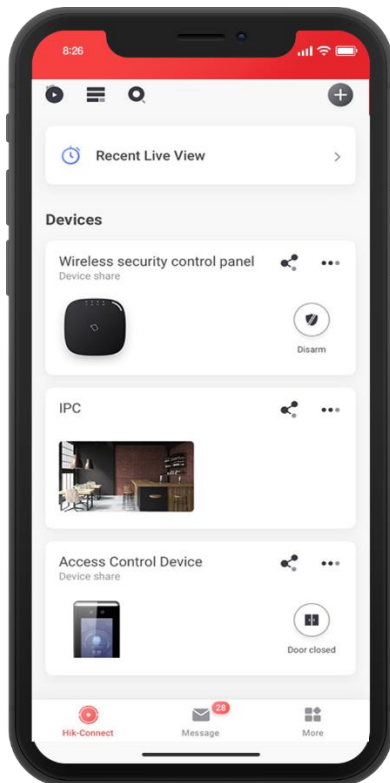 8:26
Recent Live View
Devices
Wireless security control panel
Device share
Disarm
IPC
Access Control Device
Device share
Door closed
28
Hik-Connect
Message
More